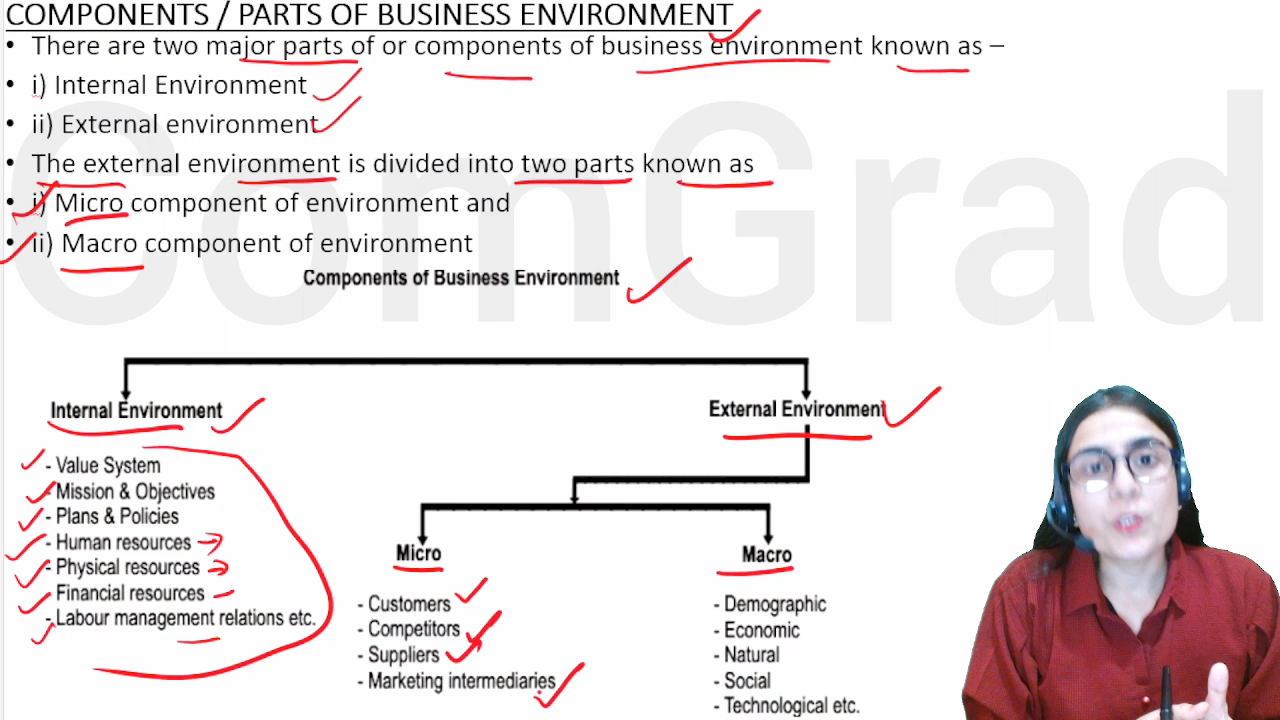 COMPONENTS / PARTS OF BUSINESS ENVIRONMENT
• There are two major parts of or components of business environment known as –
• i) Internal Environment
• ii) External environment
• The external environment is divided into two parts known as
• i) Micro component of environment and
• ii) Macro component of environment
ComGrad
Components of Business Environment
Internal Environment
- Value System
- Mission & Objectives
- Plans & Policies
- Human resources
- Physical resources
- Financial resources
- Labour management relations etc.
External Environment
Micro
- Customers
- Competitors
- Suppliers
- Marketing intermediaries
Macro
- Demographic
- Economic
- Natural
- Social
- Technological etc.